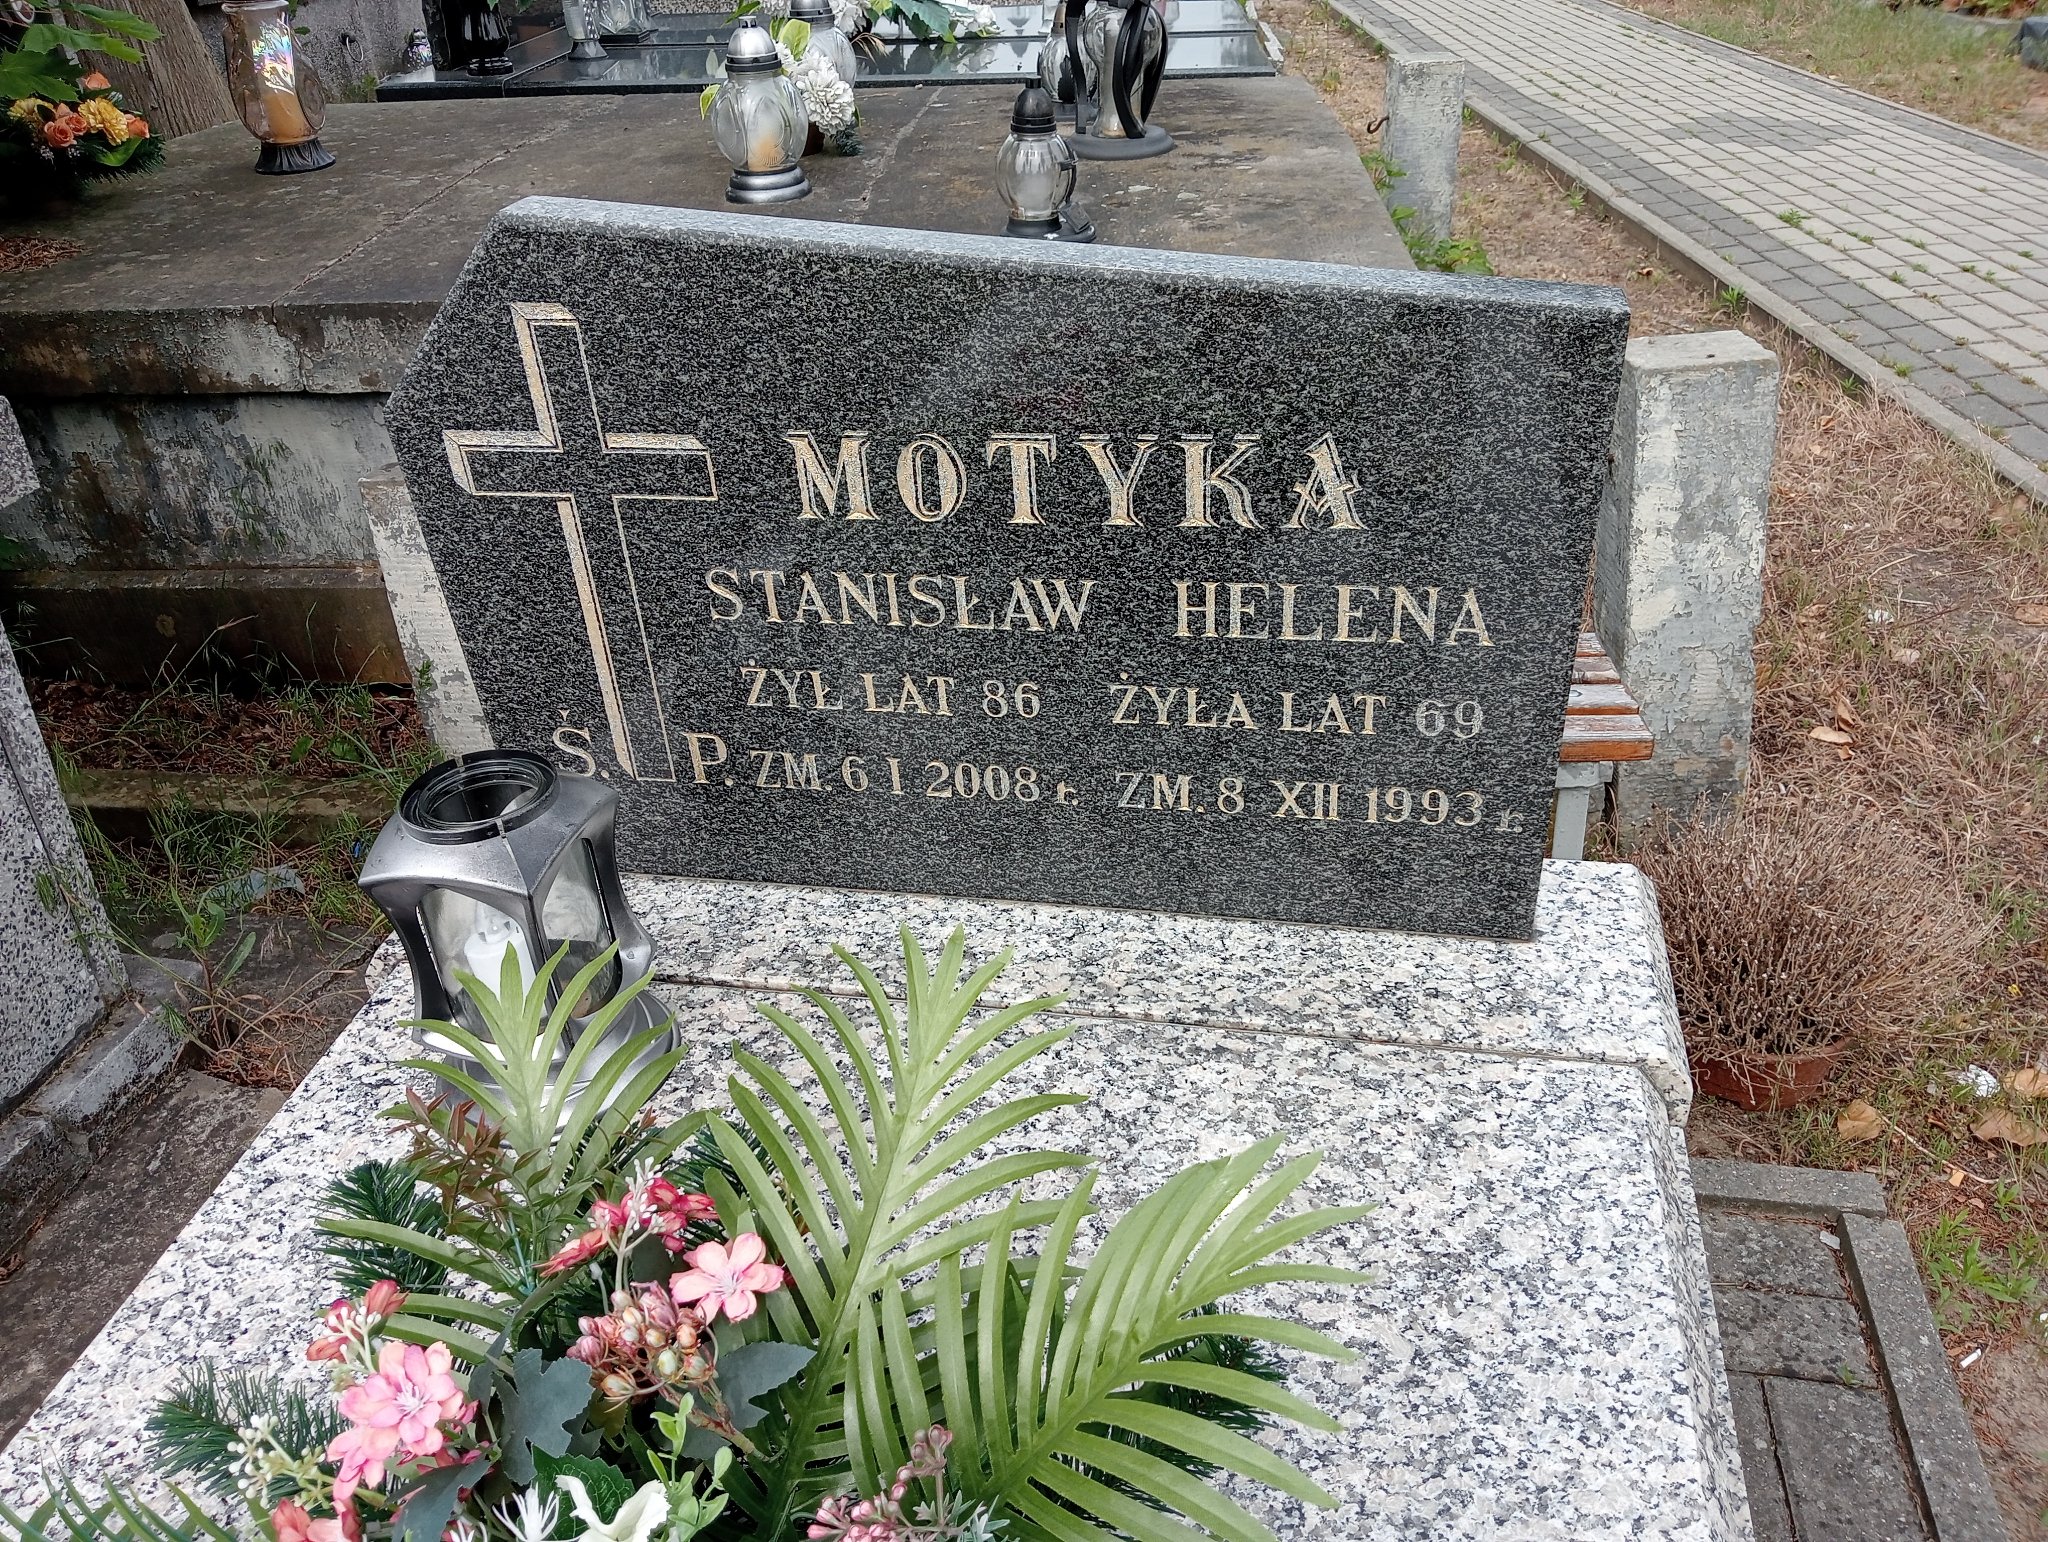 MOTYKA
STANISŁAW HELENA
ŻYŁ LAT 86 ŻYŁA LAT 69
Ś. P. ZM. 6 I 2008 r. ZM. 8 XII 1993 r.